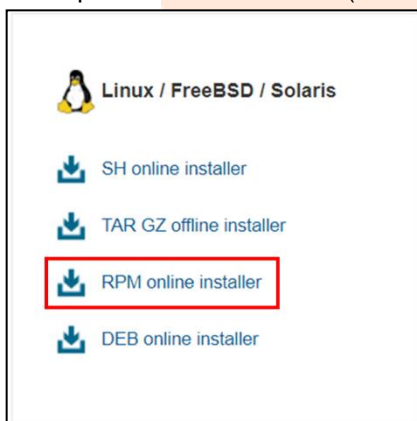 Linux / FreeBSD / Solaris
SH online installer
TAR GZ offline installer
RPM online installer
DEB online installer